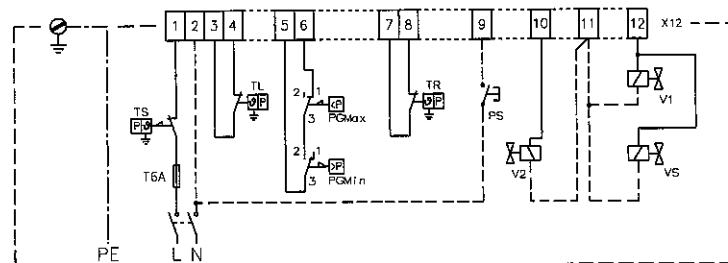 1 2 3 4 5 6 7 8 9 10 11 12 X12
TS
P
TL
P
2 1
<P
3 PGMax
2 1
>P
3 PGMin
TR
P
PS
V1
V2
VS
T6A
PE L N